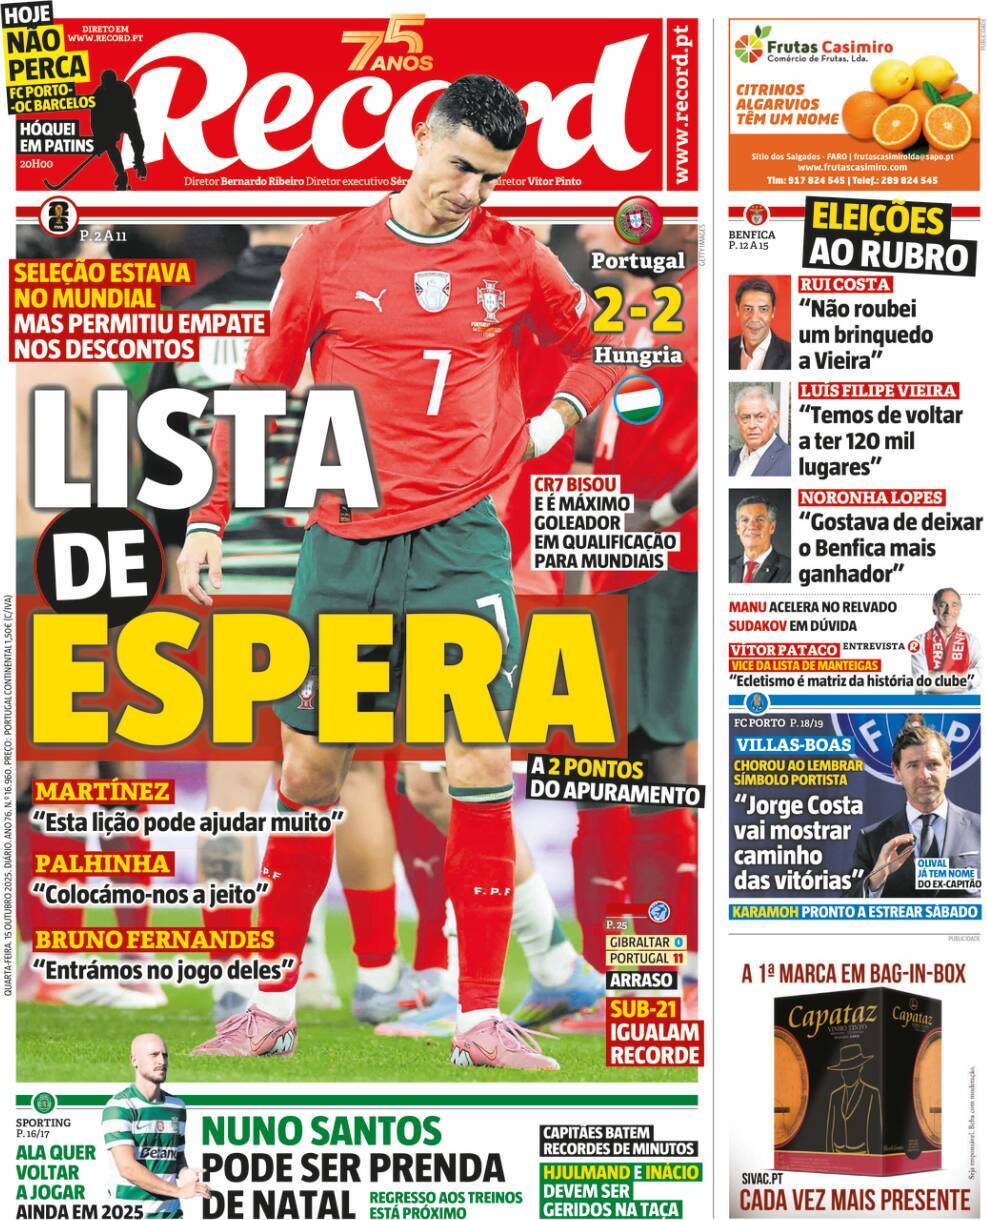 HOJE
NÃO
PERCA
FC PORTO-
-OC BARCELOS
HÓQUEI
EM PATINS
20H00
DIRETO EM
WWW.RECORD.PT
75
ANOS
Record
Diretor Bernardo Ribeiro Diretor executivo Sér
retor Vítor Pinto
www.record.pt
PUBLICIDADE
Frutas Casimiro
Comércio de Frutas, Lda.
CITRINOS
ALGARVIOS
TÊM UM NOME
Sítio dos Salgados - FARO | frutascasimirolda@sapo.pt
www.frutascasimiro.com
Tlm: 917 824 545 | Telef.: 289 824 545
P. 2 A 11
SELEÇÃO ESTAVA
NO MUNDIAL
MAS PERMITIU EMPATE
NOS DESCONTOS
Portugal
2-2
Hungria
GETTY IMAGES
7
LISTA
DE
ESPERA
CR7 BISOU
E É MÁXIMO
GOLEADOR
EM QUALIFICAÇÃO
PARA MUNDIAIS
7
A 2 PONTOS
DO APURAMENTO
MARTÍNEZ
“Esta lição pode ajudar muito”
PALHINHA
“Colocámo-nos a jeito”
BRUNO FERNANDES
“Entrámos no jogo deles”
F.P.F
P. 25
GIBRALTAR 0
PORTUGAL 11
ARRASO
SUB-21
IGUALAM
RECORDE
QUARTA-FEIRA. 15 OUTUBRO 2025. DIÁRIO. ANO 76. N.º 16.960. PREÇO: PORTUGAL CONTINENTAL 1,50€ (C/IVA)
BENFICA
P. 12 A 15
ELEIÇÕES
AO RUBRO
RUI COSTA
“Não roubei
um brinquedo
a Vieira”
LUÍS FILIPE VIEIRA
“Temos de voltar
a ter 120 mil
lugares”
NORONHA LOPES
“Gostava de deixar
o Benfica mais
ganhador”
MANU ACELERA NO RELVADO
SUDAKOV EM DÚVIDA
VÍTOR PATACO ENTREVISTA R
VICE DA LISTA DE MANTEIGAS
“Ecletismo é matriz da história do clube”
FC PORTO P. 18/19
VILLAS-BOAS
CHOROU AO LEMBRAR
SÍMBOLO PORTISTA
“Jorge Costa
vai mostrar
caminho
das vitórias”
OLIVAL
JÁ TEM NOME
DO EX-CAPITÃO
KARAMOH PRONTO A ESTREAR SÁBADO
PUBLICIDADE
A 1ª MARCA EM BAG-IN-BOX
Capataz
VINHO TINTO
Capataz
Seja responsável. Beba com moderação.
SIVAC.PT
CADA VEZ MAIS PRESENTE
SPORTING
P. 16/17
ALA QUER
VOLTAR
A JOGAR
AINDA EM 2025
Betano
NUNO SANTOS
PODE SER PRENDA
DE NATAL
REGRESSO AOS TREINOS
ESTÁ PRÓXIMO
CAPITÃES BATEM
RECORDES DE MINUTOS
HJULMAND E INÁCIO
DEVEM SER
GERIDOS NA TAÇA